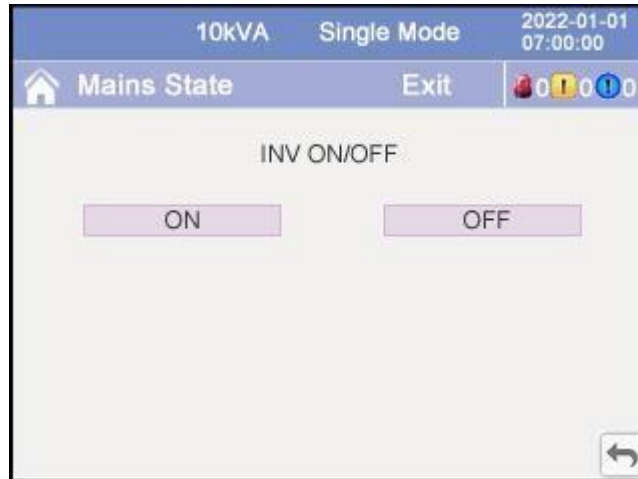 10kVA Single Mode 2022-01-01
07:00:00
Mains State Exit 0 ! 0 ! 0
INV ON/OFF
ON OFF